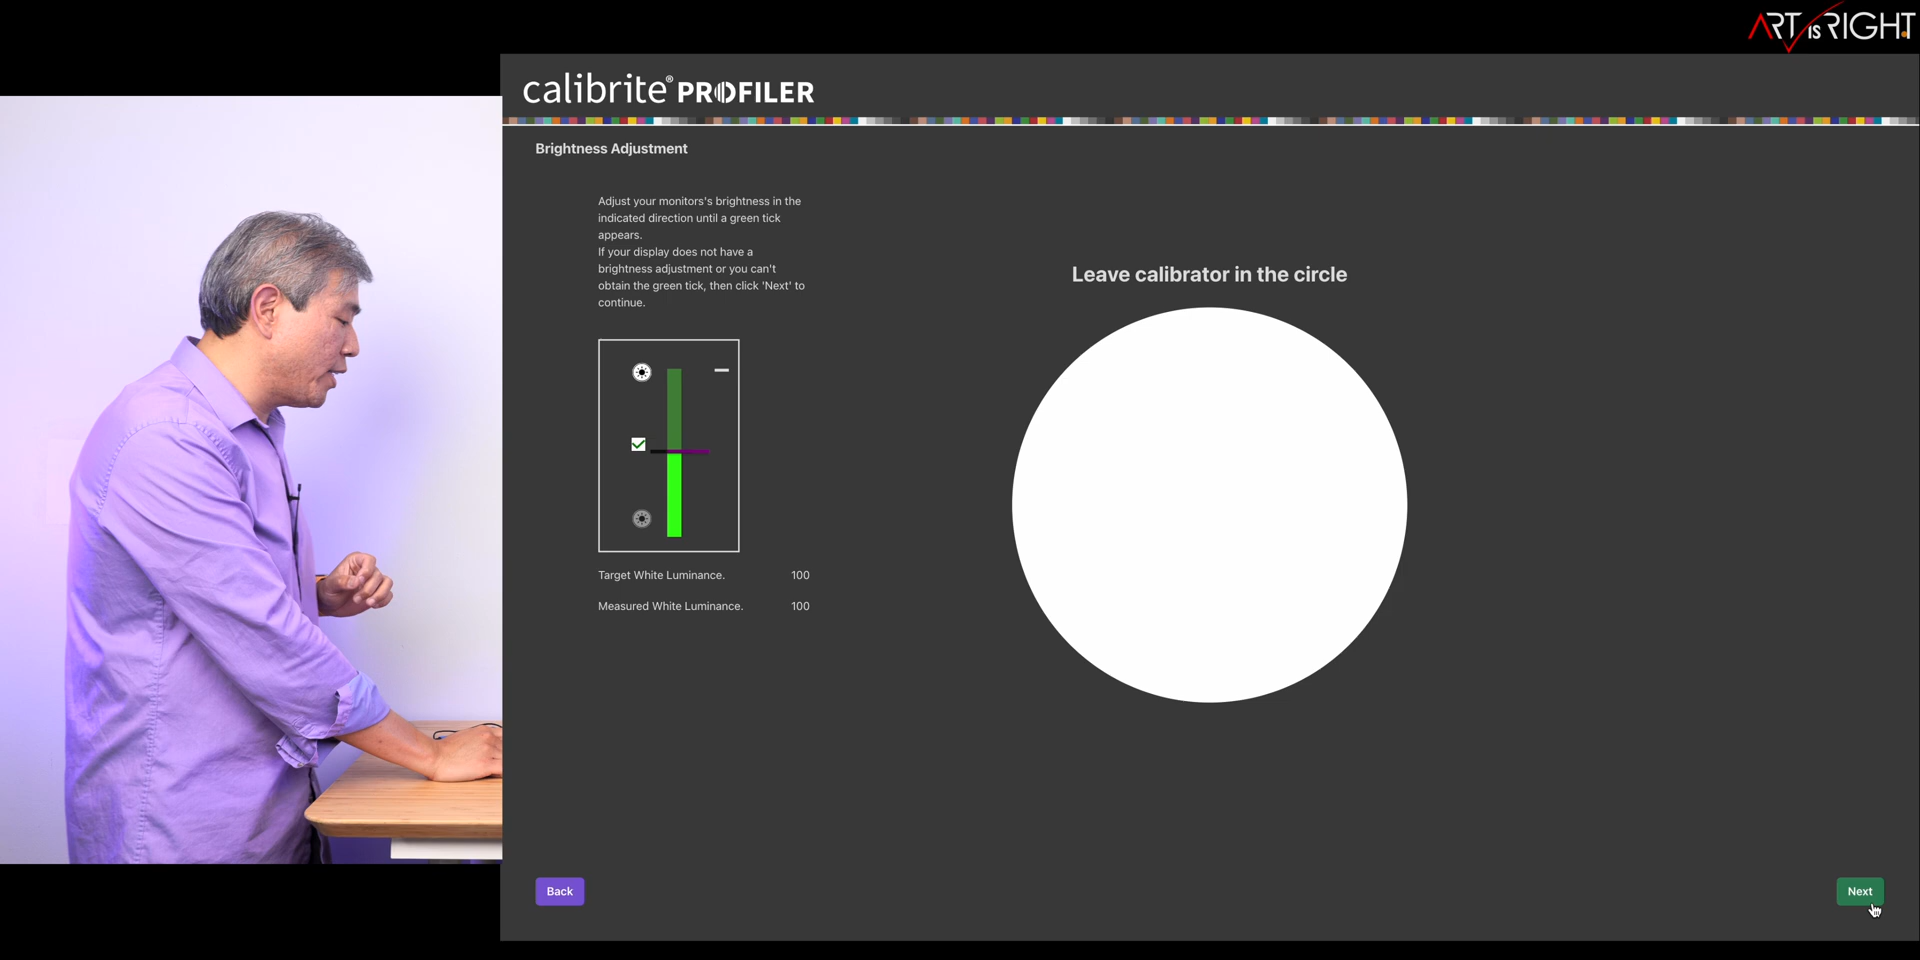 ART is RIGHT
calibrite® PROFILER
Brightness Adjustment
Adjust your monitors's brightness in the
indicated direction until a green tick
appears.
If your display does not have a
brightness adjustment or you can't
obtain the green tick, then click 'Next' to
continue.
Leave calibrator in the circle
Target White Luminance. 100
Measured White Luminance. 100
Back
Next